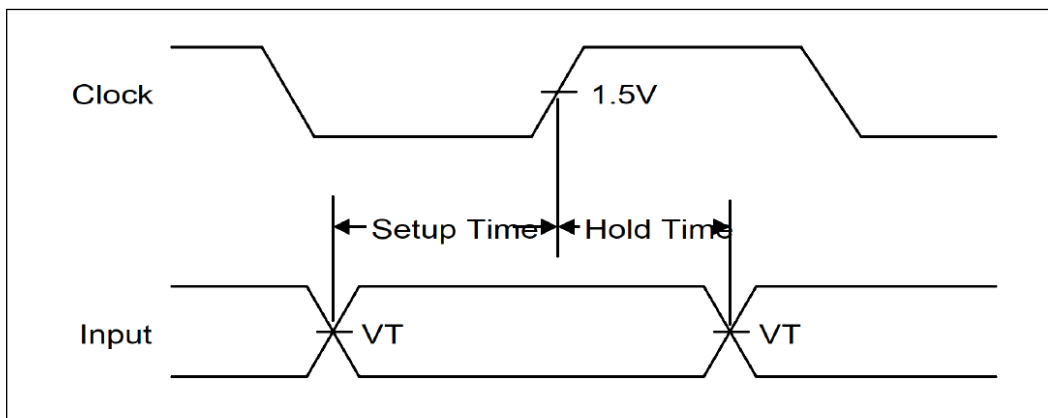 Clock
1.5V
Setup Time
Hold Time
Input
VT
VT